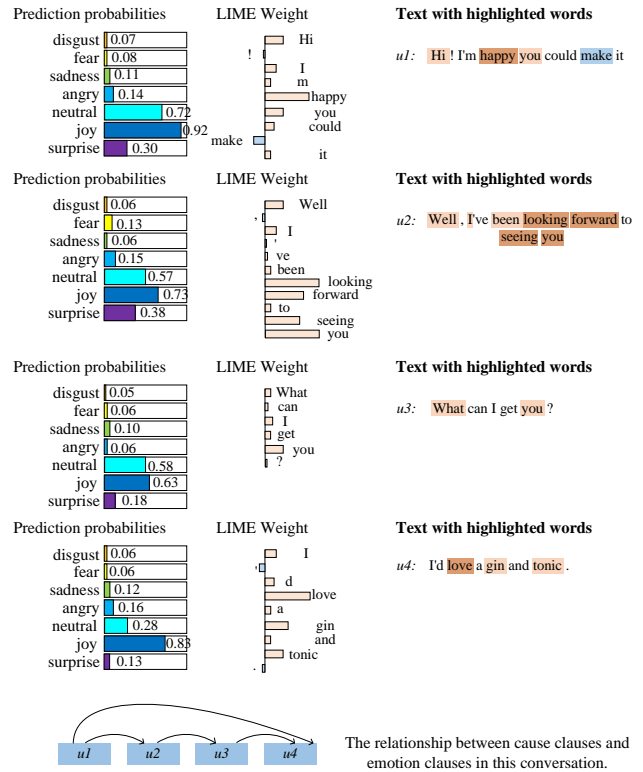 Prediction probabilities LIME Weight Text with highlighted words
disgust 0.07 Hi
fear 0.08 !
sadness 0.11 I
angry 0.14 m
neutral 0.72 happy
joy 0.92 you
surprise 0.30 could
make
it
u1: Hi ! I'm happy you could make it
Prediction probabilities LIME Weight Text with highlighted words
disgust 0.06 Well
fear 0.13 ,
sadness 0.06 I
angry 0.15 '
neutral 0.57 ve
joy 0.73 been
surprise 0.38 looking
forward
to
seeing
you
u2: Well , I've been looking forward to
seeing you
Prediction probabilities LIME Weight Text with highlighted words
disgust 0.05 What
fear 0.06 can
sadness 0.10 I
angry 0.06 get
neutral 0.58 you
joy 0.63 ?
surprise 0.18
u3: What can I get you ?
Prediction probabilities LIME Weight Text with highlighted words
disgust 0.06 I
fear 0.06 '
sadness 0.12 d
angry 0.16 love
neutral 0.28 a
joy 0.83 gin
surprise 0.13 and
tonic
.
u4: I'd love a gin and tonic .
u1 u2 u3 u4
The relationship between cause clauses and
emotion clauses in this conversation.